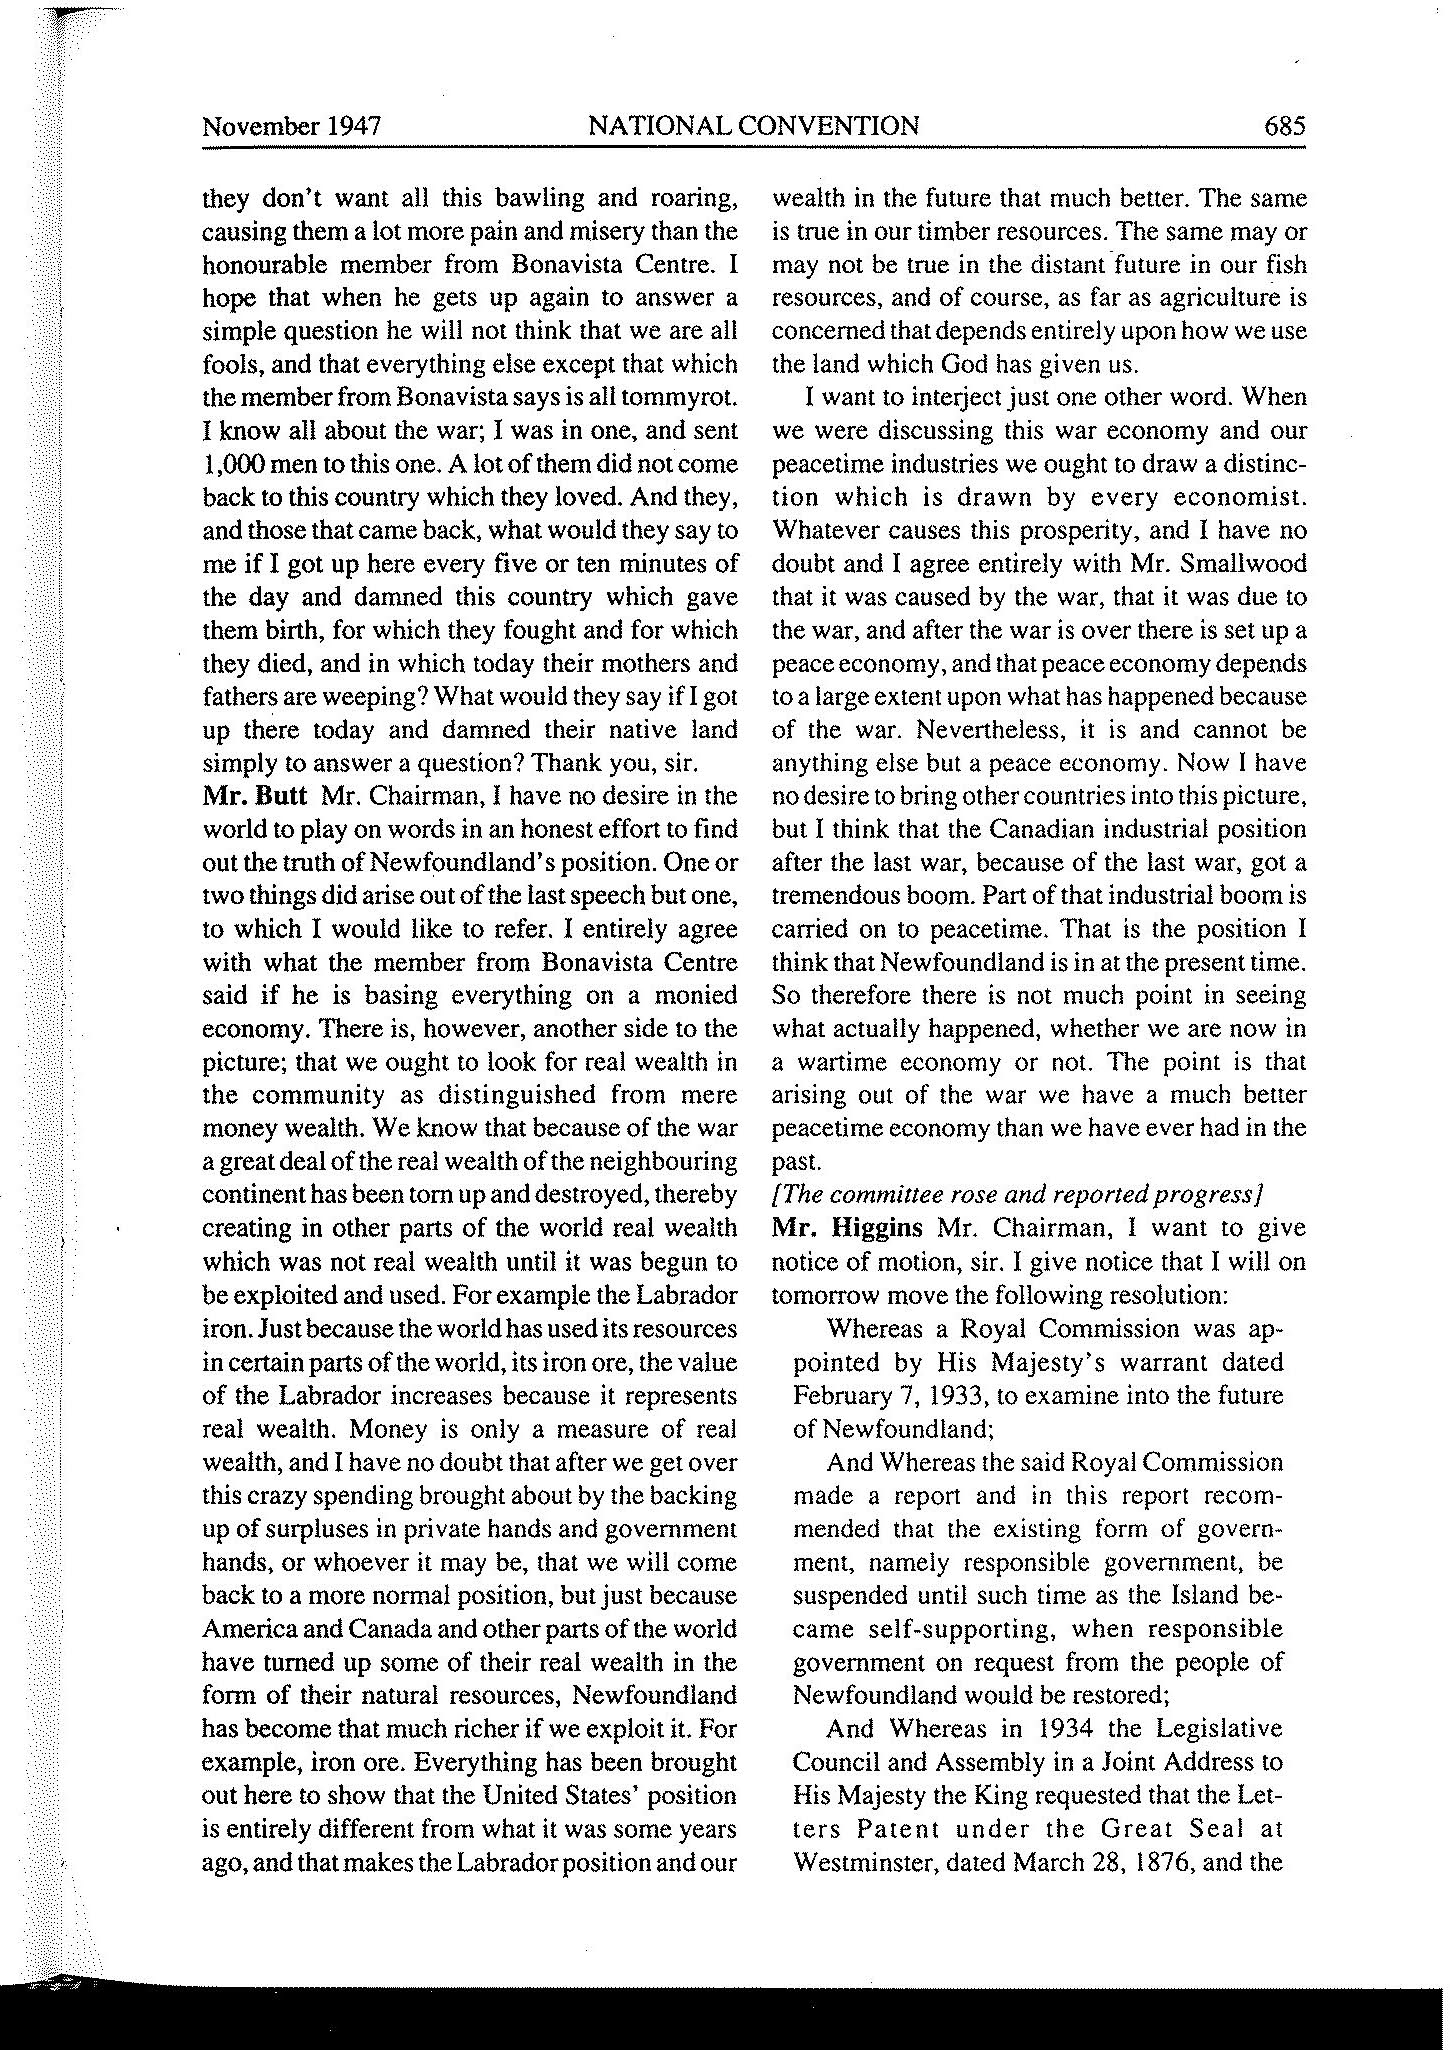 November 1947 NATIONAL CONVENTION 685
they don't want all this bawling and roaring,
causing them a lot more pain and misery than the
honourable member from Bonavista Centre. I
hope that when he gets up again to answer a
simple question he will not think that we are all
fools, and that everything else except that which
the member from Bonavista says is all tommyrot.
I know all about the war; I was in one, and sent
1,000 men to this one. A lot of them did not come
back to this country which they loved. And they,
and those that came back, what would they say to
me if I got up here every five or ten minutes of
the day and damned this country which gave
them birth, for which they fought and for which
they died, and in which today their mothers and
fathers are weeping? What would they say if I got
up there today and damned their native land
simply to answer a question? Thank you, sir.
Mr. Butt Mr. Chairman, I have no desire in the
world to play on words in an honest effort to find
out the truth of Newfoundland's position. One or
two things did arise out of the last speech but one,
to which I would like to refer. I entirely agree
with what the member from Bonavista Centre
said if he is basing everything on a monied
economy. There is, however, another side to the
picture; that we ought to look for real wealth in
the community as distinguished from mere
money wealth. We know that because of the war
a great deal of the real wealth of the neighbouring
continent has been torn up and destroyed, thereby
creating in other parts of the world real wealth
which was not real wealth until it was begun to
be exploited and used. For example the Labrador
iron. Just because the world has used its resources
in certain parts of the world, its iron ore, the value
of the Labrador increases because it represents
real wealth. Money is only a measure of real
wealth, and I have no doubt that after we get over
this crazy spending brought about by the backing
up of surpluses in private hands and government
hands, or whoever it may be, that we will come
back to a more normal position, but just because
America and Canada and other parts of the world
have turned up some of their real wealth in the
form of their natural resources, Newfoundland
has become that much richer if we exploit it. For
example, iron ore. Everything has been brought
out here to show that the United States' position
is entirely different from what it was some years
ago, and that makes the Labrador position and our
wealth in the future that much better. The same
is true in our timber resources. The same may or
may not be true in the distant future in our fish
resources, and of course, as far as agriculture is
concerned that depends entirely upon how we use
the land which God has given us.
I want to interject just one other word. When
we were discussing this war economy and our
peacetime industries we ought to draw a distinc-
tion which is drawn by every economist.
Whatever causes this prosperity, and I have no
doubt and I agree entirely with Mr. Smallwood
that it was caused by the war, that it was due to
the war, and after the war is over there is set up a
peace economy, and that peace economy depends
to a large extent upon what has happened because
of the war. Nevertheless, it is and cannot be
anything else but a peace economy. Now I have
no desire to bring other countries into this picture,
but I think that the Canadian industrial position
after the last war, because of the last war, got a
tremendous boom. Part of that industrial boom is
carried on to peacetime. That is the position I
think that Newfoundland is in at the present time.
So therefore there is not much point in seeing
what actually happened, whether we are now in
a wartime economy or not. The point is that
arising out of the war we have a much better
peacetime economy than we have ever had in the
past.
[The committee rose and reported progress]
Mr. Higgins Mr. Chairman, I want to give
notice of motion, sir. I give notice that I will on
tomorrow move the following resolution:
Whereas a Royal Commission was ap-
pointed by His Majesty's warrant dated
February 7, 1933, to examine into the future
of Newfoundland;
And Whereas the said Royal Commission
made a report and in this report recom-
mended that the existing form of govern-
ment, namely responsible government, be
suspended until such time as the Island be-
came self-supporting, when responsible
government on request from the people of
Newfoundland would be restored;
And Whereas in 1934 the Legislative
Council and Assembly in a Joint Address to
His Majesty the King requested that the Let-
ters Patent under the Great Seal at
Westminster, dated March 28, 1876, and the